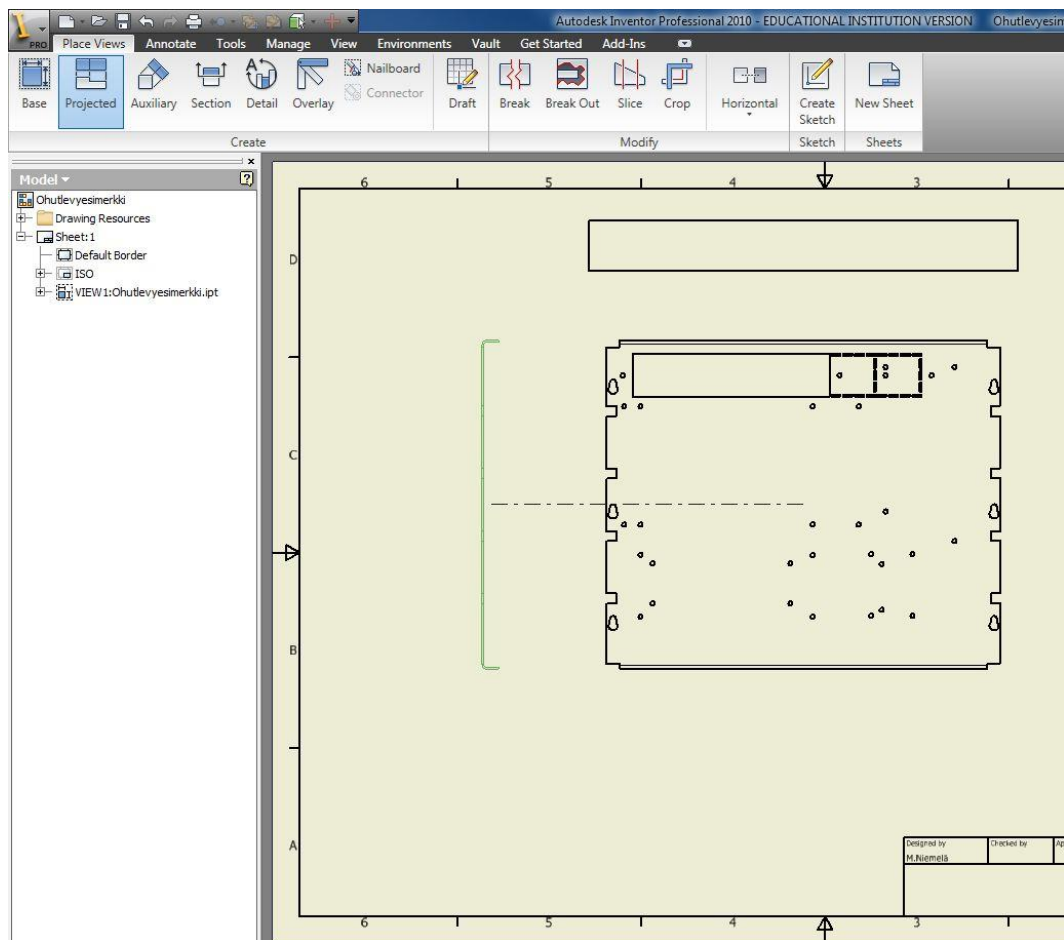 Autodesk Inventor Professional 2010 - EDUCATIONAL INSTITUTION VERSION Ohutlevyesim
PRO Place Views Annotate Tools Manage View Environments Vault Get Started Add-Ins
Nailboard
Connector
Base Projected Auxiliary Section Detail Overlay Draft Break Break Out Slice Crop Horizontal Create Sketch New Sheet
Create Modify Sketch Sheets
Model
Ohutlevyesimerkki
Drawing Resources
Sheet:1
Default Border
ISO
VIEW1:Ohutlevyesimerkki.ipt
6 5 4 3
D
C
B
A
Designed by Checked by Ap
M.Niemelä
6 5 4 3